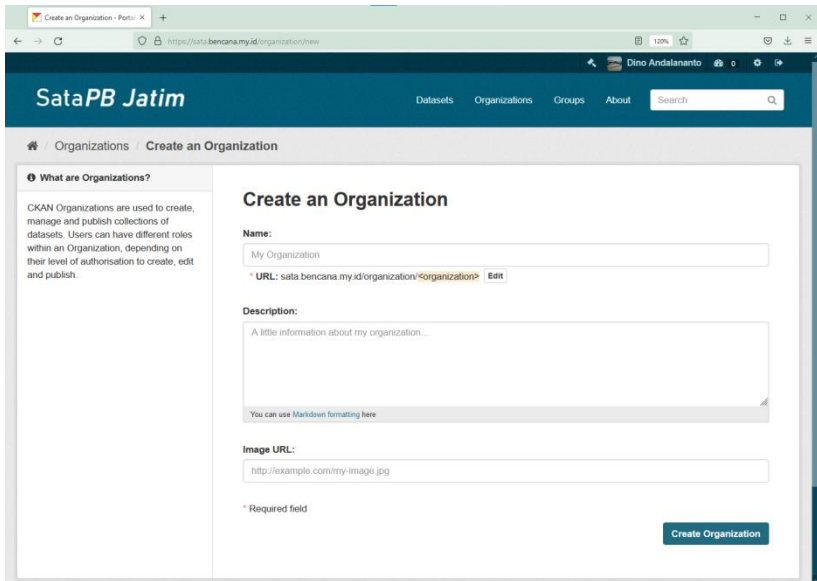 Create an Organization - Portal
120%
https://sata.bencana.my.id/organization/new
Dino Andalananto 0
SataPB Jatim
Datasets Organizations Groups About Search
/ Organizations / Create an Organization
What are Organizations?
CKAN Organizations are used to create,
manage and publish collections of
datasets. Users can have different roles
within an Organization, depending on
their level of authorisation to create, edit
and publish.
Create an Organization
Name:
My Organization
* URL: sata.bencana.my.id/organization/<organization> Edit
Description:
A little information about my organization...
You can use Markdown formatting here
Image URL:
http://example.com/my-image.jpg
* Required field
Create Organization